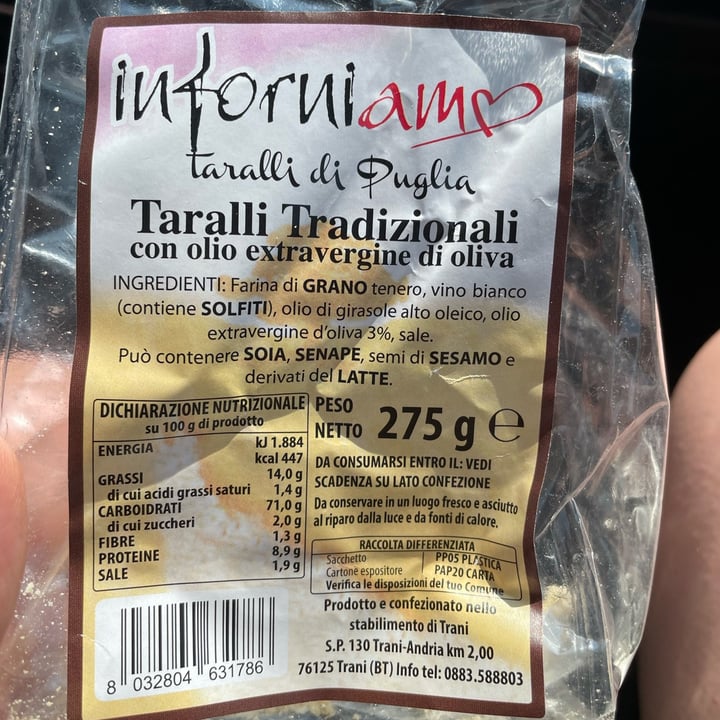 inforniamo
taralli di Puglia
Taralli Tradizionali
con olio extravergine di oliva
INGREDIENTI: Farina di GRANO tenero, vino bianco
(contiene SOLFITI), olio di girasole alto oleico, olio
extravergine d'oliva 3%, sale.
Può contenere SOIA, SENAPE, semi di SESAMO e
derivati del LATTE.
DICHIARAZIONE NUTRIZIONALE
su 100 g di prodotto
ENERGIA kJ 1.884
kcal 447
GRASSI 14,0 g
di cui acidi grassi saturi 1,4 g
CARBOIDRATI 71,0 g
di cui zuccheri 2,0 g
FIBRE 1,3 g
PROTEINE 8,9 g
SALE 1,9 g
PESO
NETTO 275 g e
DA CONSUMARSI ENTRO IL: VEDI
SCADENZA SU LATO CONFEZIONE
Da conservare in un luogo fresco e asciutto
al riparo dalla luce e da fonti di calore.
RACCOLTA DIFFERENZIATA
Sacchetto PP05 PLASTICA
Cartone espositore PAP20 CARTA
Verifica le disposizioni del tuo Comune
Prodotto e confezionato nello
stabilimento di Trani
S.P. 130 Trani-Andria km 2,00
76125 Trani (BT) Info tel: 0883.588803
8 032804 631786